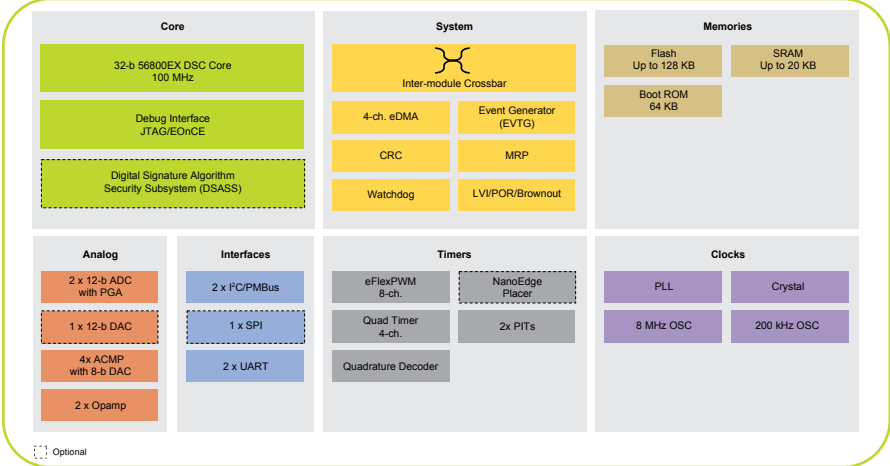 Core
32-b 56800EX DSC Core
100 MHz
Debug Interface
JTAG/EOnCE
Digital Signature Algorithm
Security Subsystem (DSASS)
System
Inter-module Crossbar
4-ch. eDMA
Event Generator
(EVTG)
CRC
MRP
Watchdog
LVI/POR/Brownout
Memories
Flash
Up to 128 KB
SRAM
Up to 20 KB
Boot ROM
64 KB
Analog
2 x 12-b ADC
with PGA
1 x 12-b DAC
4x ACMP
with 8-b DAC
2 x Opamp
Interfaces
2 x I²C/PMBus
1 x SPI
2 x UART
Timers
eFlexPWM
8-ch.
NanoEdge
Placer
Quad Timer
4-ch.
2x PITs
Quadrature Decoder
Clocks
PLL
Crystal
8 MHz OSC
200 kHz OSC
Optional